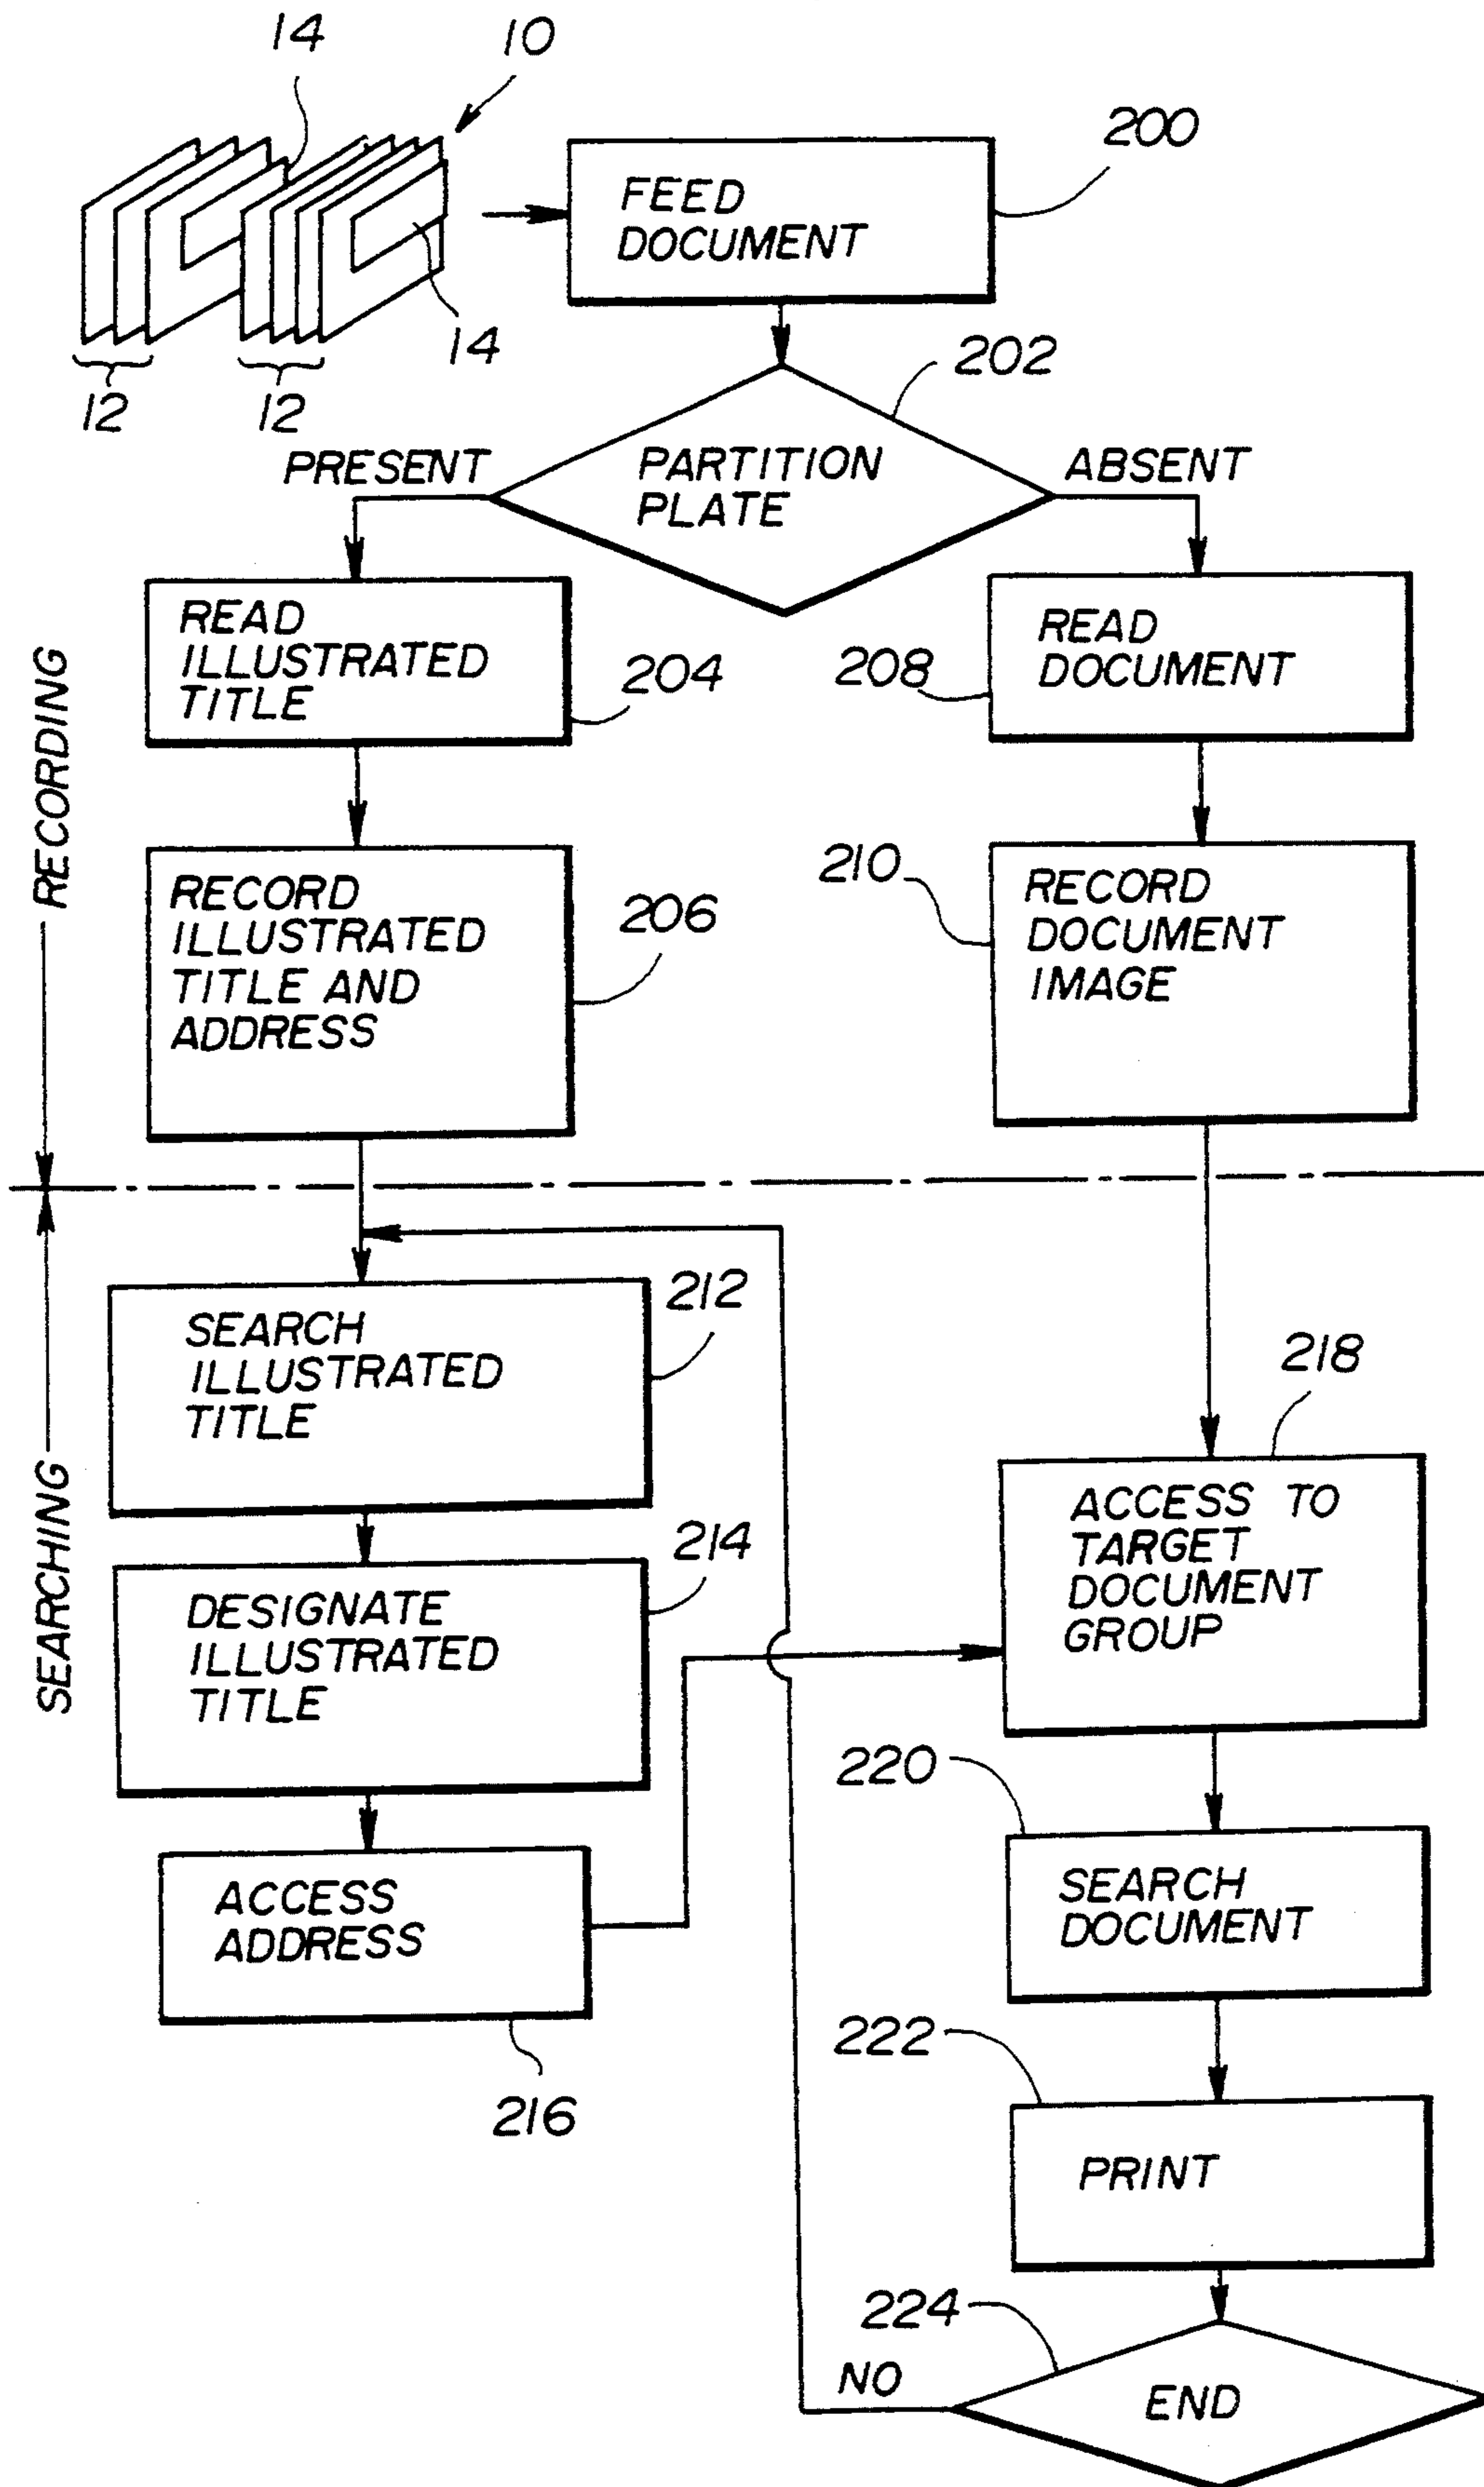 14
10
200
FEED
DOCUMENT
14
12
12
202
PARTITION
PLATE
PRESENT
ABSENT
READ
ILLUSTRATED
TITLE
204
208
READ
DOCUMENT
RECORDING
RECORD
ILLUSTRATED
TITLE AND
ADDRESS
206
210
RECORD
DOCUMENT
IMAGE
SEARCHING
SEARCH
ILLUSTRATED
TITLE
212
218
DESIGNATE
ILLUSTRATED
TITLE
214
ACCESS TO
TARGET
DOCUMENT
GROUP
ACCESS
ADDRESS
216
220
SEARCH
DOCUMENT
222
PRINT
224
NO
END